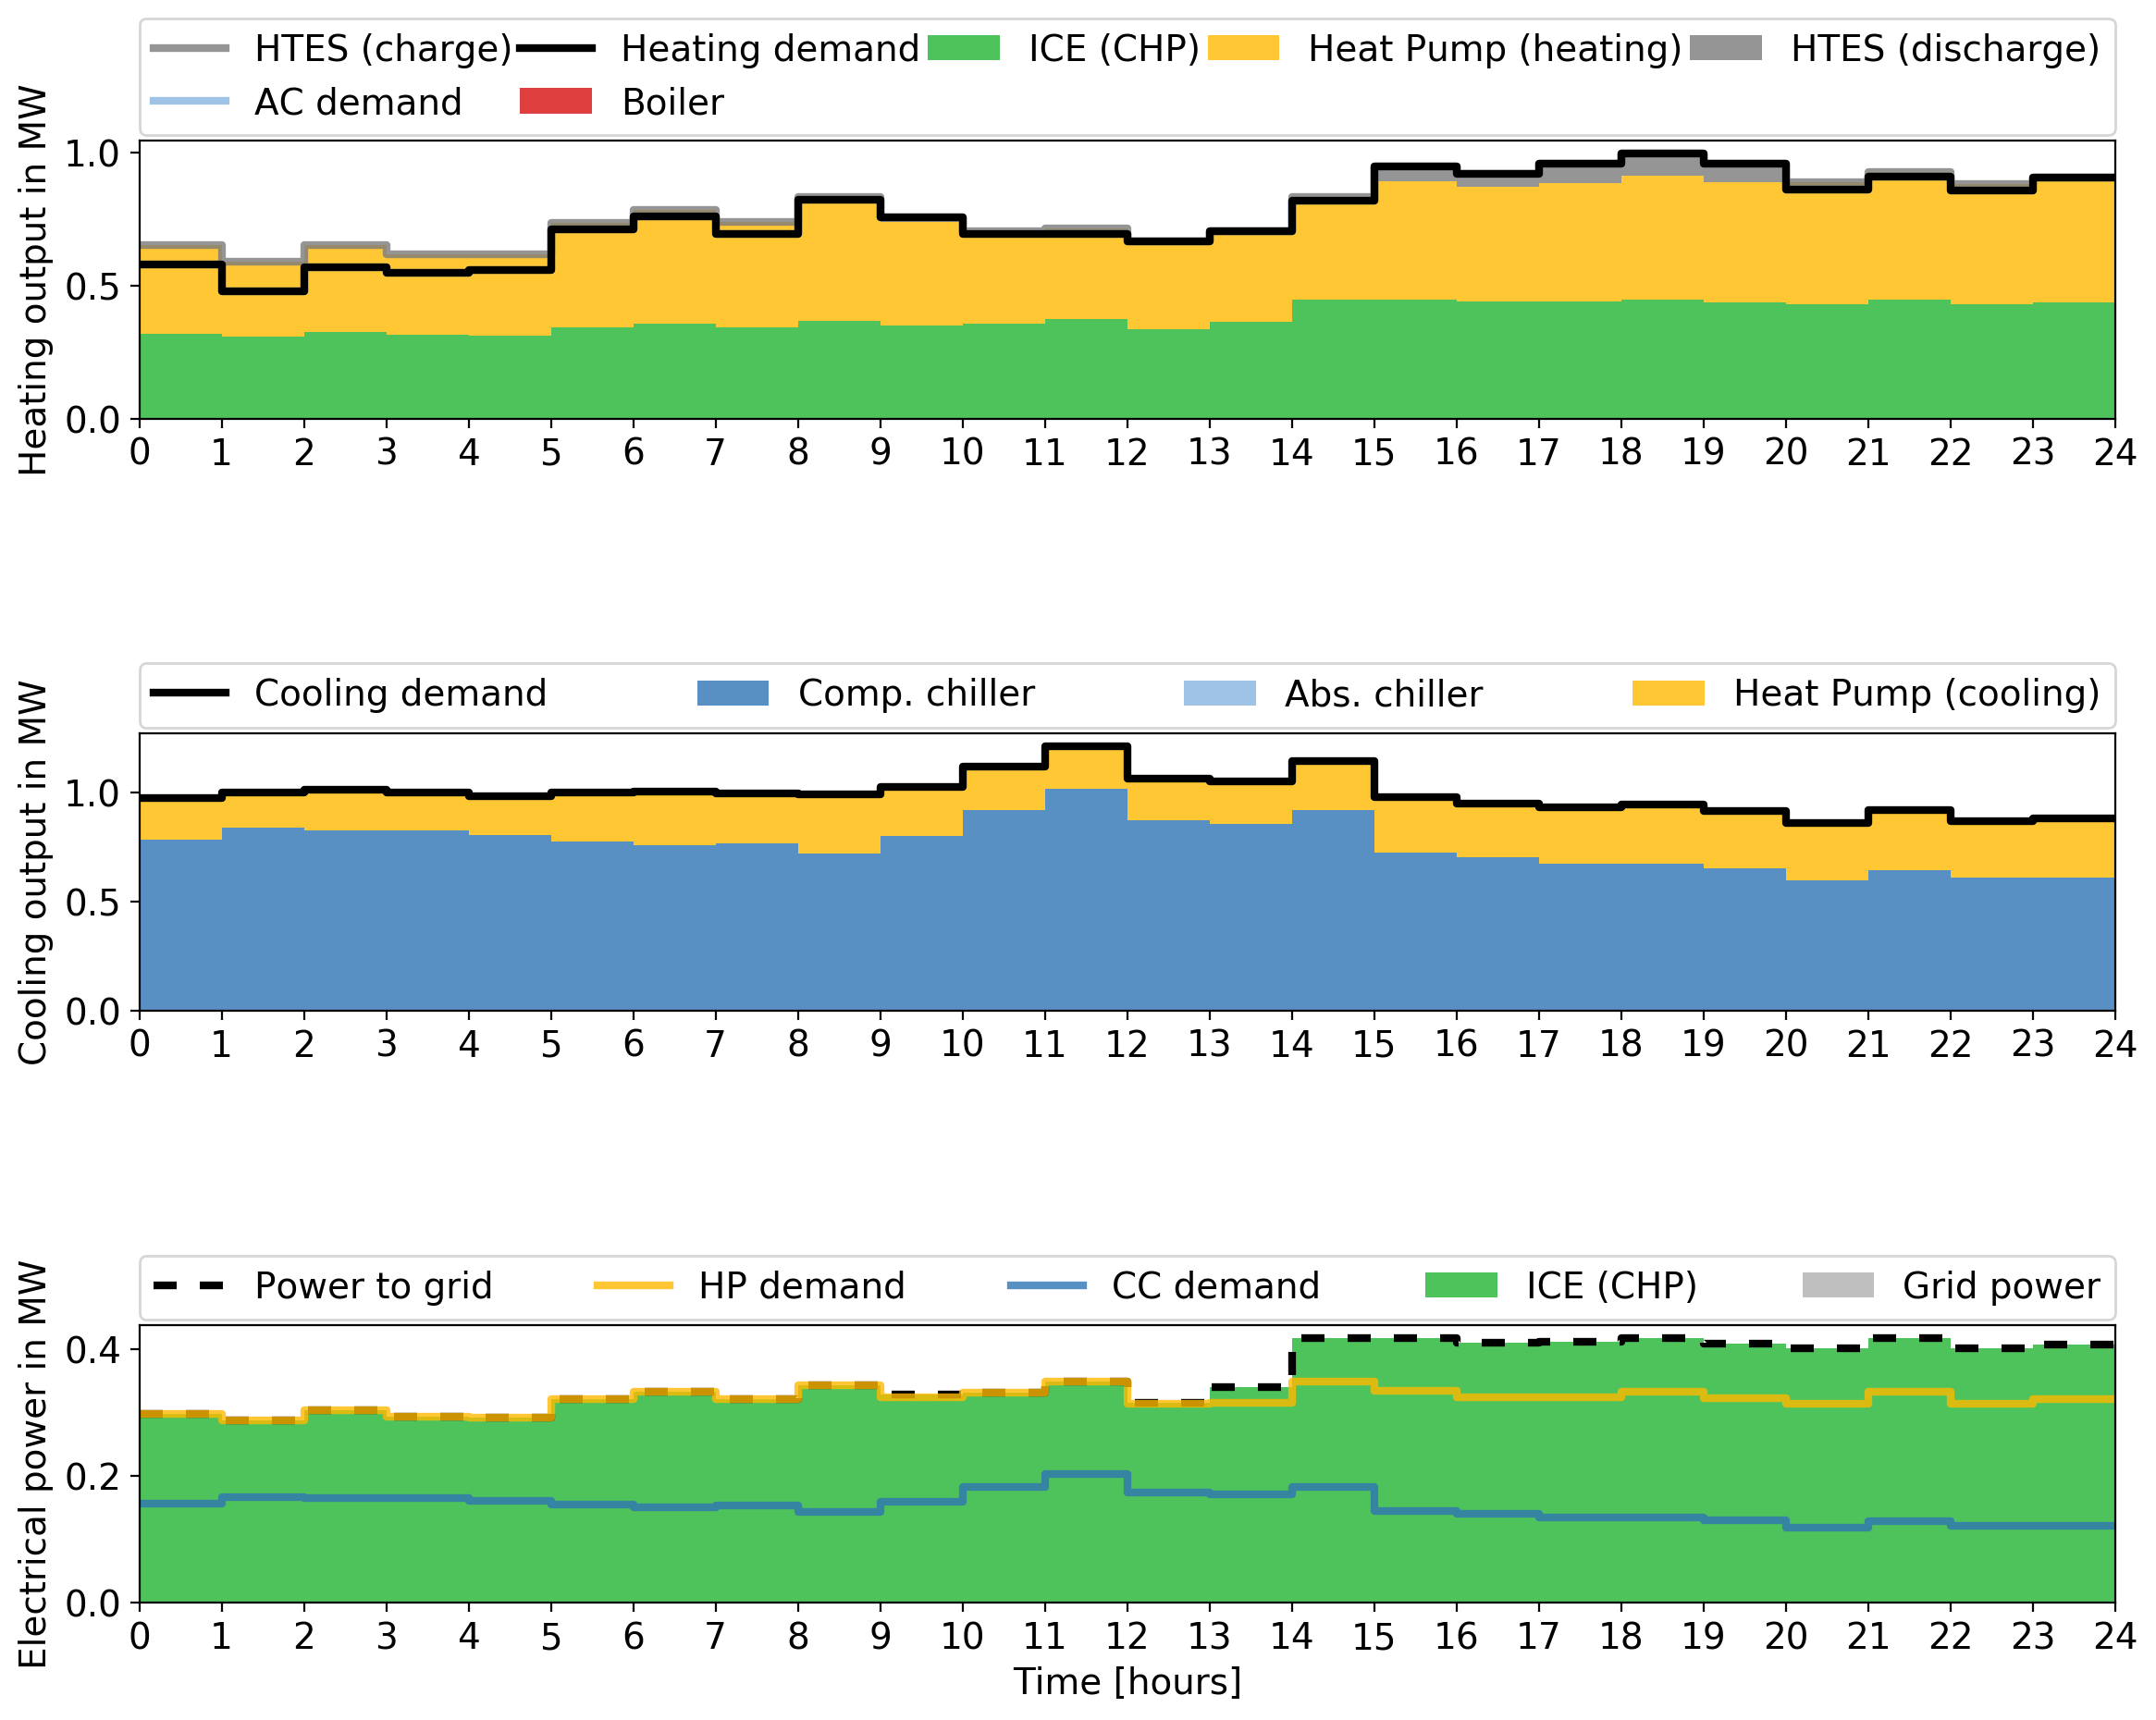 HTES (charge) Heating demand ICE (CHP) Heat Pump (heating) HTES (discharge)
AC demand Boiler
Heating output in MW
1.0
0.5
0.0
0 1 2 3 4 5 6 7 8 9 10 11 12 13 14 15 16 17 18 19 20 21 22 23 24
Cooling demand Comp. chiller Abs. chiller Heat Pump (cooling)
Cooling output in MW
1.0
0.5
0.0
0 1 2 3 4 5 6 7 8 9 10 11 12 13 14 15 16 17 18 19 20 21 22 23 24
Power to grid HP demand CC demand ICE (CHP) Grid power
Electrical power in MW
0.4
0.2
0.0
0 1 2 3 4 5 6 7 8 9 10 11 12 13 14 15 16 17 18 19 20 21 22 23 24
Time [hours]